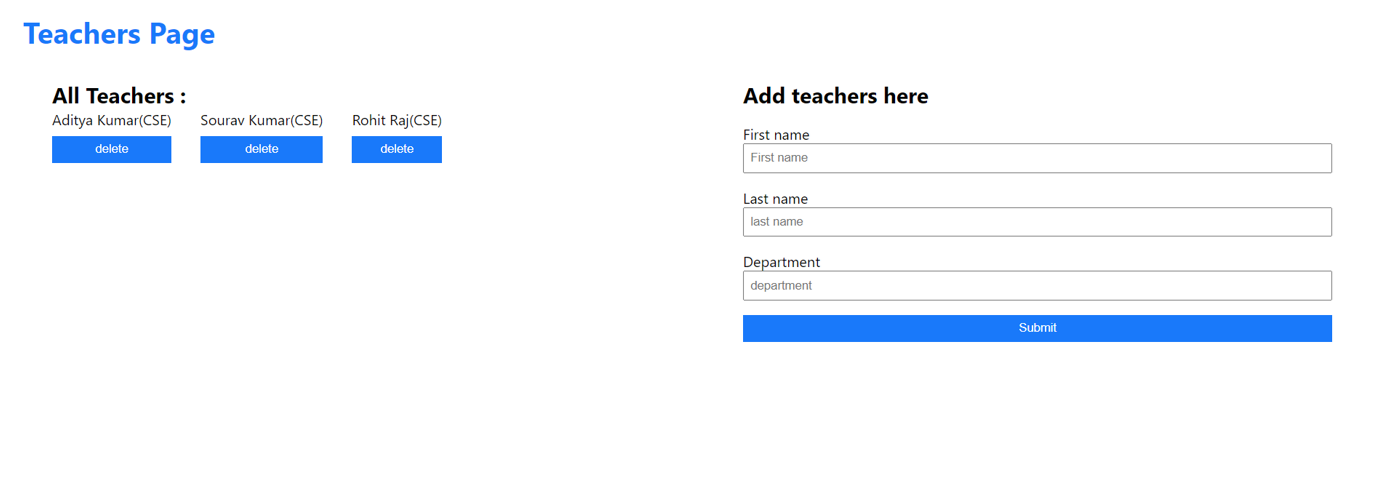 Teachers Page
All Teachers :
Aditya Kumar(CSE) Sourav Kumar(CSE) Rohit Raj(CSE)
delete delete delete
Add teachers here
First name
First name
Last name
last name
Department
department
Submit